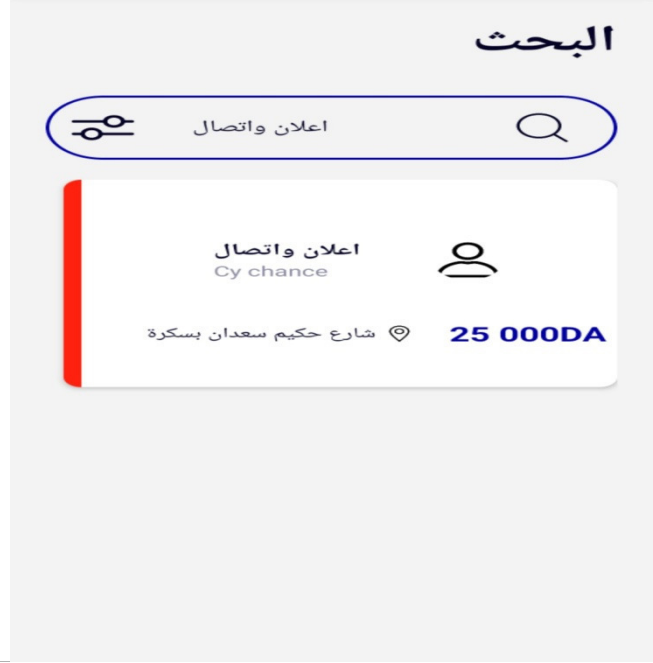 البحث
اعلان واتصال
اعلان واتصال
Cy chance
25 000DA
شارع حكيم سعدان بسكرة